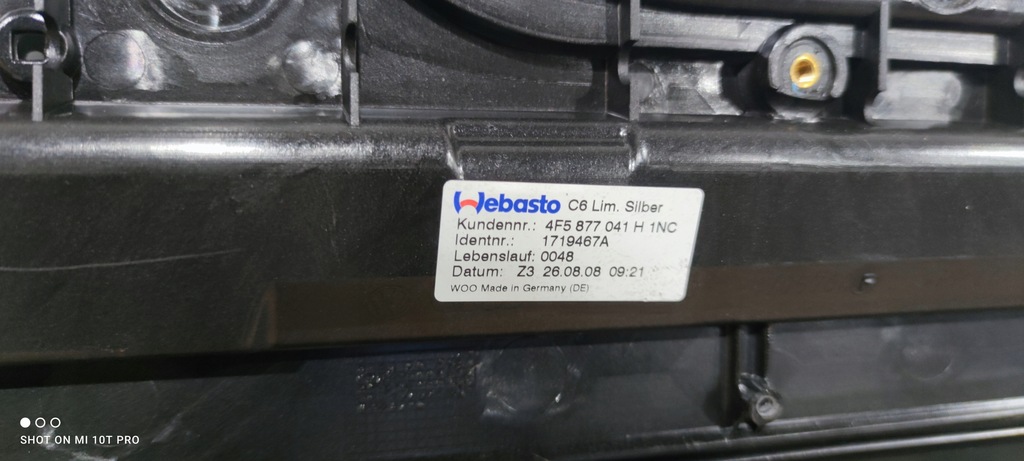 Webasto C6 Lim. Silber
Kundennr.: 4F5 877 041 H 1NC
Identnr.: 1719467A
Lebenslauf: 0048
Datum: Z3 26.08.08 09:21
WOO Made in Germany (DE)
SHOT ON MI 10T PRO